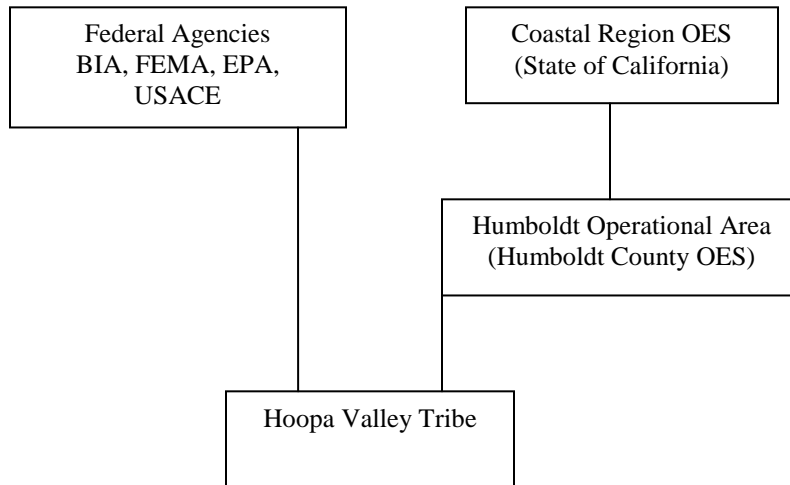 Federal Agencies
BIA, FEMA, EPA,
USACE
Coastal Region OES
(State of California)
Humboldt Operational Area
(Humboldt County OES)
Hoopa Valley Tribe